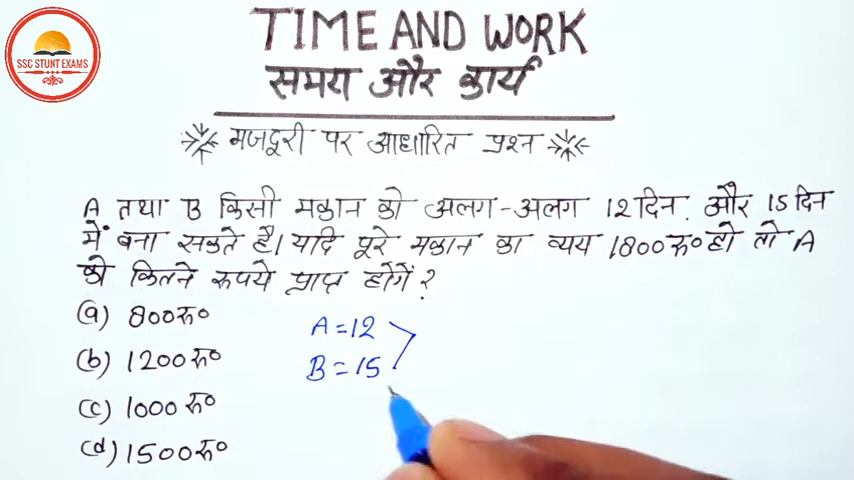 SSC STUNT EXAMS
TIME AND WORK
समय और कार्य
मजदूरी पर आधारित प्रश्न
A तथा B किसी मकान को अलग-अलग 12 दिन और 15 दिन
में बना सकते है। यदि पूरे मकान का व्यय 1800 रु० हो तो A
को कितने रूपये प्राप्त होगें ?
(a) 800 रु०
(b) 1200 रु०
(c) 1000 रु०
(d) 1500 रु०
A = 12
B = 15